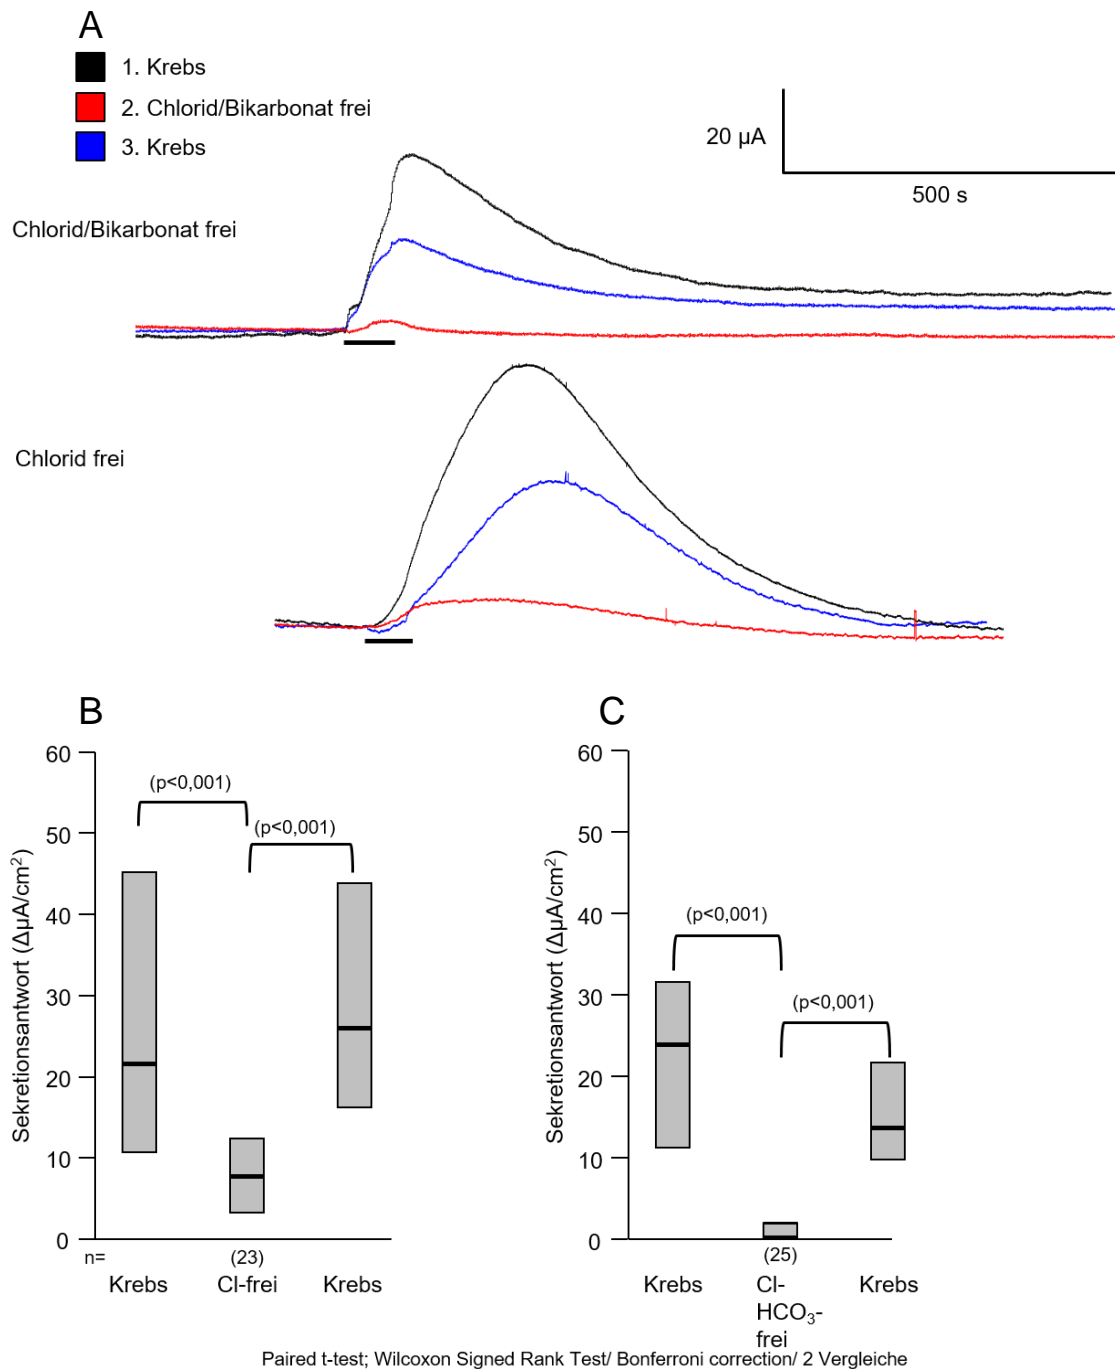 A
1. Krebs
2. Chlorid/Bikarbonat frei
3. Krebs
20 µA
500 s
Chlorid/Bikarbonat frei
Chlorid frei
B
60
50
40
30
20
10
0
Sekretionsantwort (ΔµA/cm²)
(p<0,001)
(p<0,001)
n=
(23)
Krebs
Cl-frei
Krebs
C
60
50
40
30
20
10
0
Sekretionsantwort (ΔµA/cm²)
(p<0,001)
(p<0,001)
(25)
Krebs
Cl-
HCO₃-
frei
Krebs
Paired t-test; Wilcoxon Signed Rank Test/ Bonferroni correction/ 2 Vergleiche